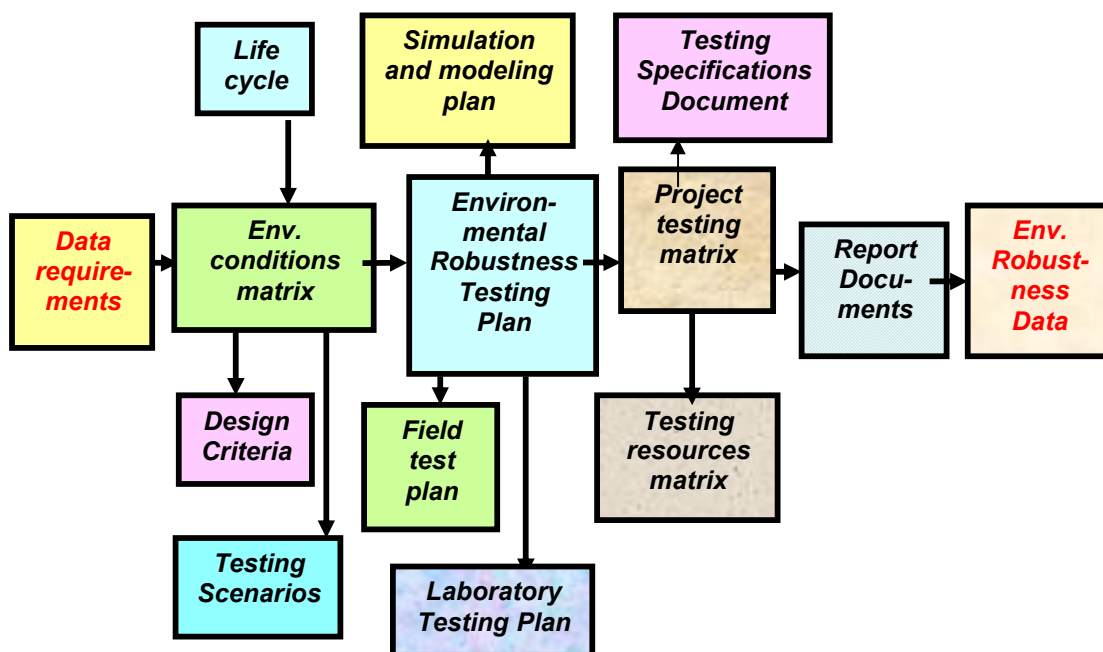 Life
cycle
Simulation
and modeling
plan
Testing
Specifications
Document
Data
require-
ments
Env.
conditions
matrix
Environ-
mental
Robustness
Testing
Plan
Project
testing
matrix
Report
Docu-
ments
Env.
Robust-
ness
Data
Design
Criteria
Field
test
plan
Testing
resources
matrix
Testing
Scenarios
Laboratory
Testing Plan